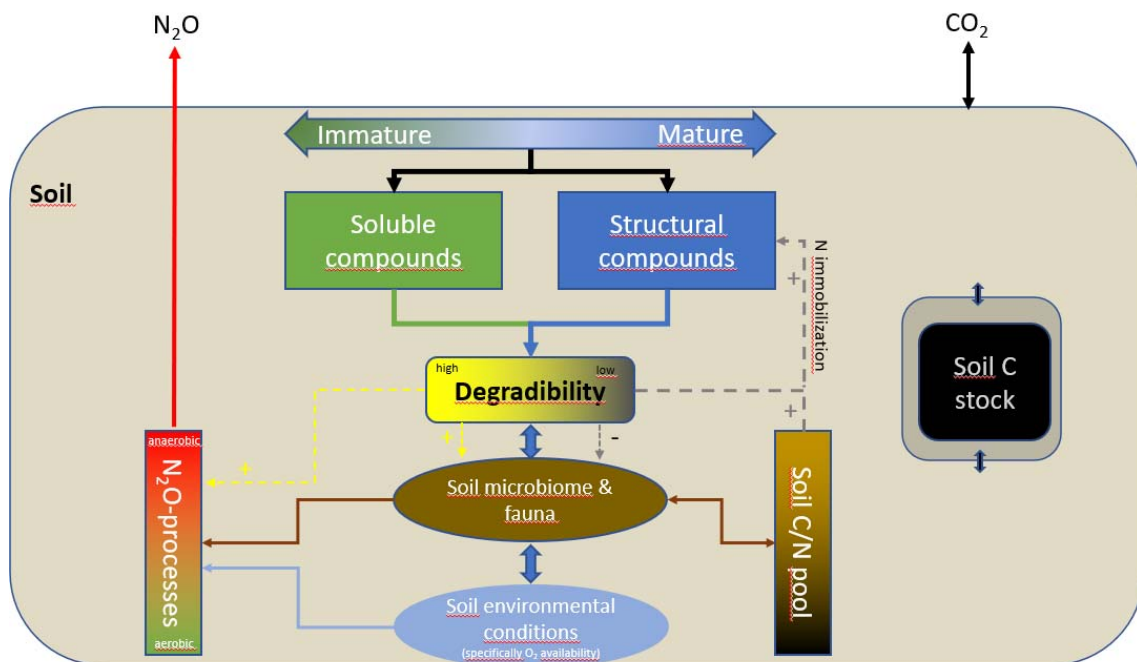 N₂O
CO₂
Immature
Mature
Soil
Soluble
compounds
Structural
compounds
N immobilization
+
high
low
Degradibility
Soil C
stock
+
+
-
+
anaerobic
N₂O-processes
aerobic
Soil microbiome &
fauna
Soil C/N pool
Soil environmental
conditions
(specifically O₂ availability)